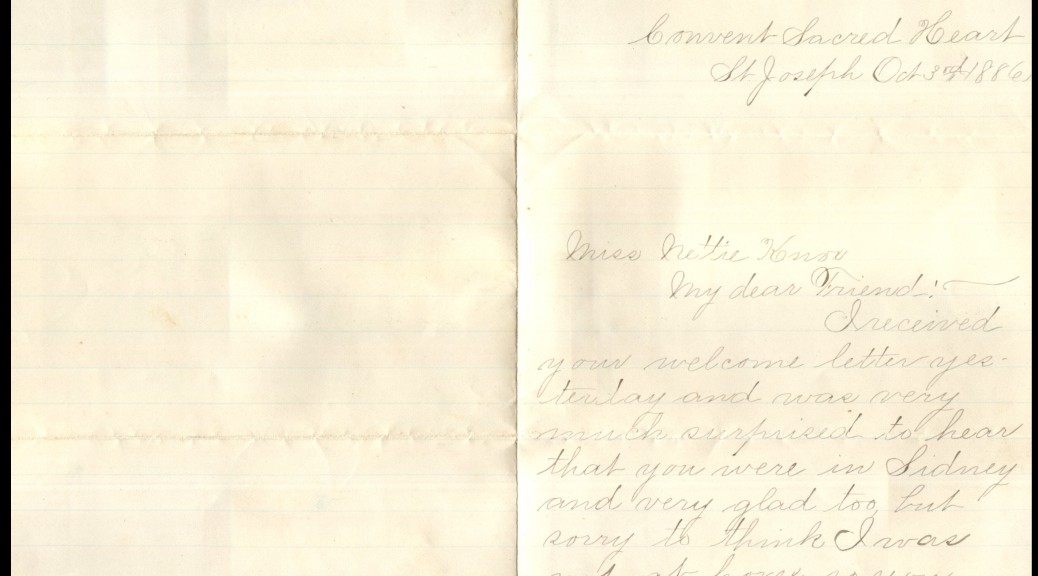 Convent Sacred Heart
St Joseph Oct 3rd 1886
Miss Nettie Knox
My dear Friend:
I received
your welcome letter yes-
terday and was very
much surprised to hear
that you were in Sidney
and very glad too, but
sorry to think I was